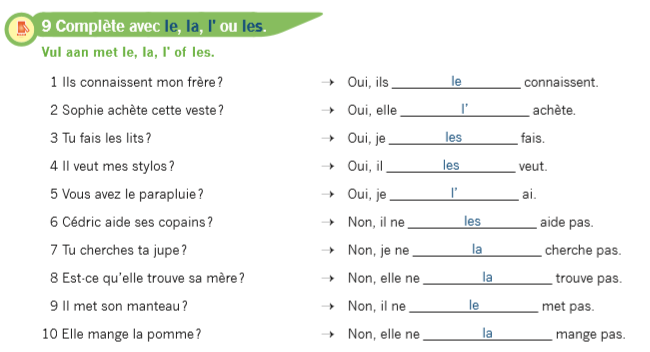 9 Complète avec le, la, l' ou les.
Vul aan met le, la, l' of les.
1 Ils connaissent mon frère? → Oui, ils le connaissent.
2 Sophie achète cette veste? → Oui, elle l' achète.
3 Tu fais les lits? → Oui, je les fais.
4 Il veut mes stylos? → Oui, il les veut.
5 Vous avez le parapluie? → Oui, je l' ai.
6 Cédric aide ses copains? → Non, il ne les aide pas.
7 Tu cherches ta jupe? → Non, je ne la cherche pas.
8 Est-ce qu'elle trouve sa mère? → Non, elle ne la trouve pas.
9 Il met son manteau? → Non, il ne le met pas.
10 Elle mange la pomme? → Non, elle ne la mange pas.